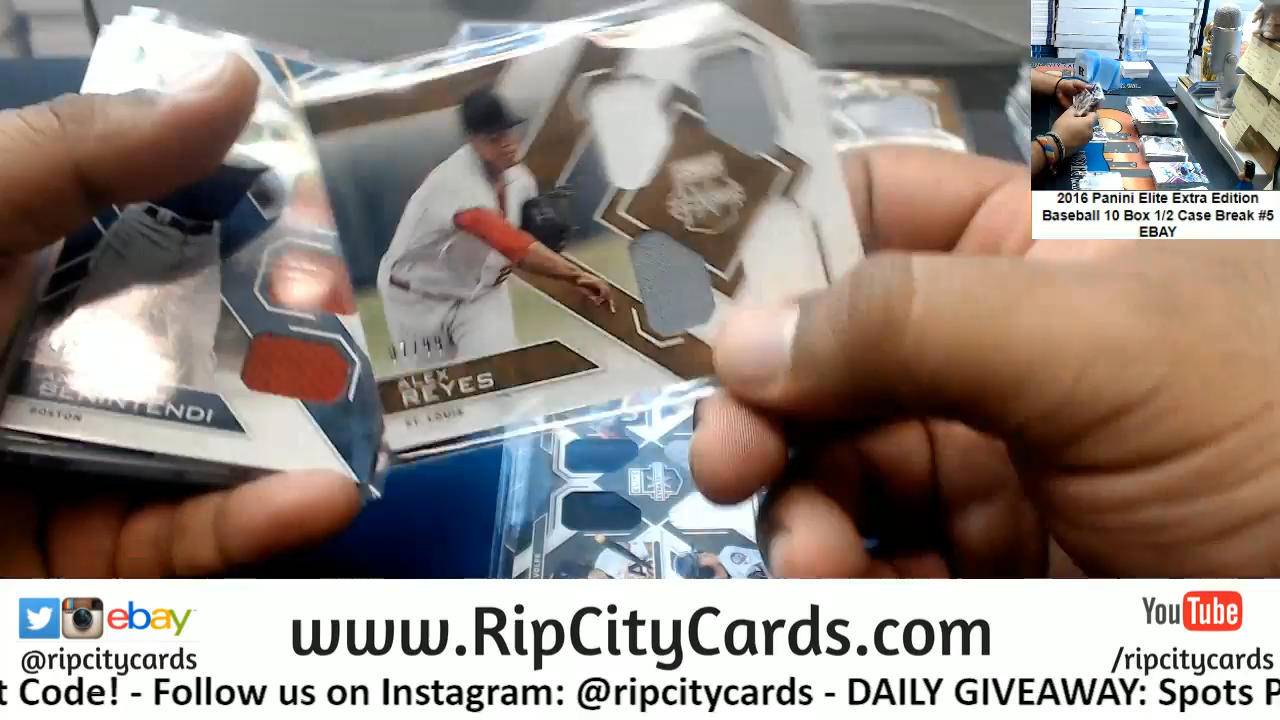 2016 Panini Elite Extra Edition
Baseball 10 Box 1/2 Case Break #5
EBAY
ALEX
REYES
ST. LOUIS
BENINTENDI
BOSTON
ebay
www.RipCityCards.com
YouTube
@ripcitycards
/ripcitycards
t Code! - Follow us on Instagram: @ripcitycards - DAILY GIVEAWAY: Spots P